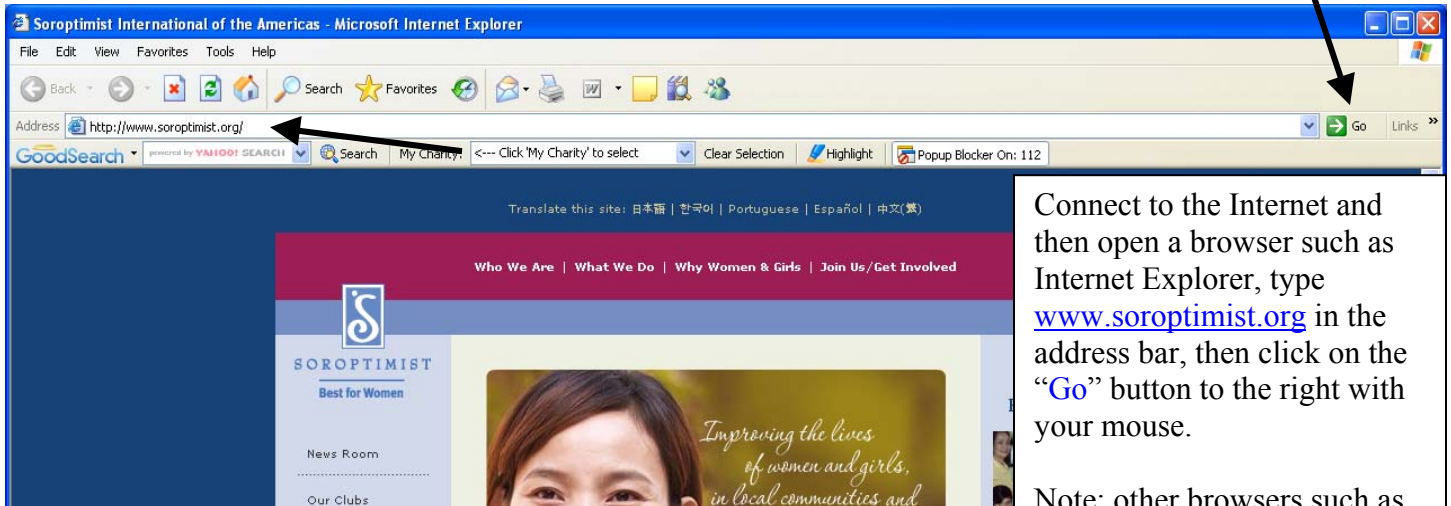 Soroptimist International of the Americas - Microsoft Internet Explorer
File Edit View Favorites Tools Help
Back Search Favorites
Address http://www.soroptimist.org/ Go Links »
GoodSearch powered by YAHOO! SEARCH Search My Charity: <--- Click 'My Charity' to select Clear Selection Highlight Popup Blocker On: 112
Translate this site: 日本語 | 한국어 | Portuguese | Español | 中文(繁)
Who We Are | What We Do | Why Women & Girls | Join Us/Get Involved
SOROPTIMIST
Best for Women
News Room
Our Clubs
Improving the lives
of women and girls,
in local communities and
Connect to the Internet and
then open a browser such as
Internet Explorer, type
www.soroptimist.org in the
address bar, then click on the
“Go” button to the right with
your mouse.
Note: other browsers such as